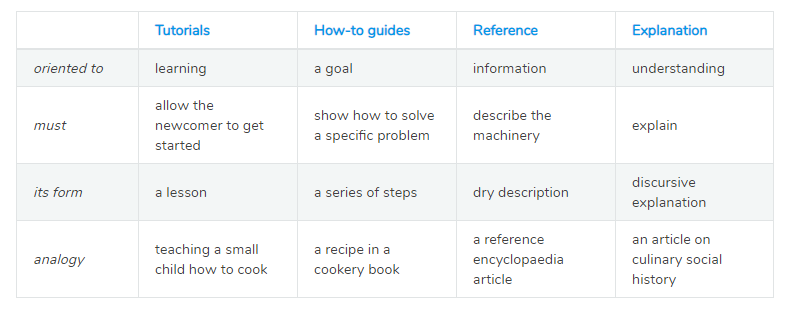 Tutorials How-to guides Reference Explanation
oriented to learning a goal information understanding
must allow the newcomer to get started show how to solve a specific problem describe the machinery explain
its form a lesson a series of steps dry description discursive explanation
analogy teaching a small child how to cook a recipe in a cookery book a reference encyclopaedia article an article on culinary social history